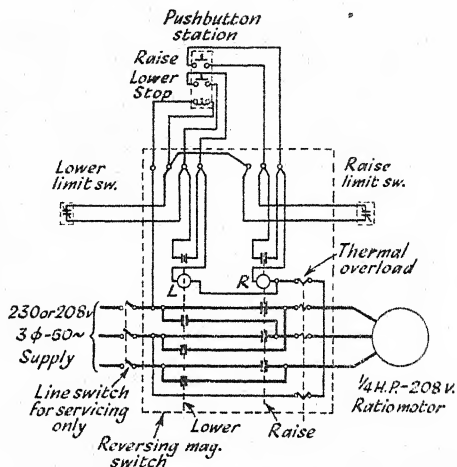 Pushbutton
station
Raise
Lower
Stop
Lower
limit sw.
Raise
limit sw.
Thermal
overload
L
R
230 or 208v
3 φ-60~
Supply
Line switch
for servicing
only
Lower
Raise
Reversing mag.
switch
1/4 H.P.-208 V.
Ratiomotor